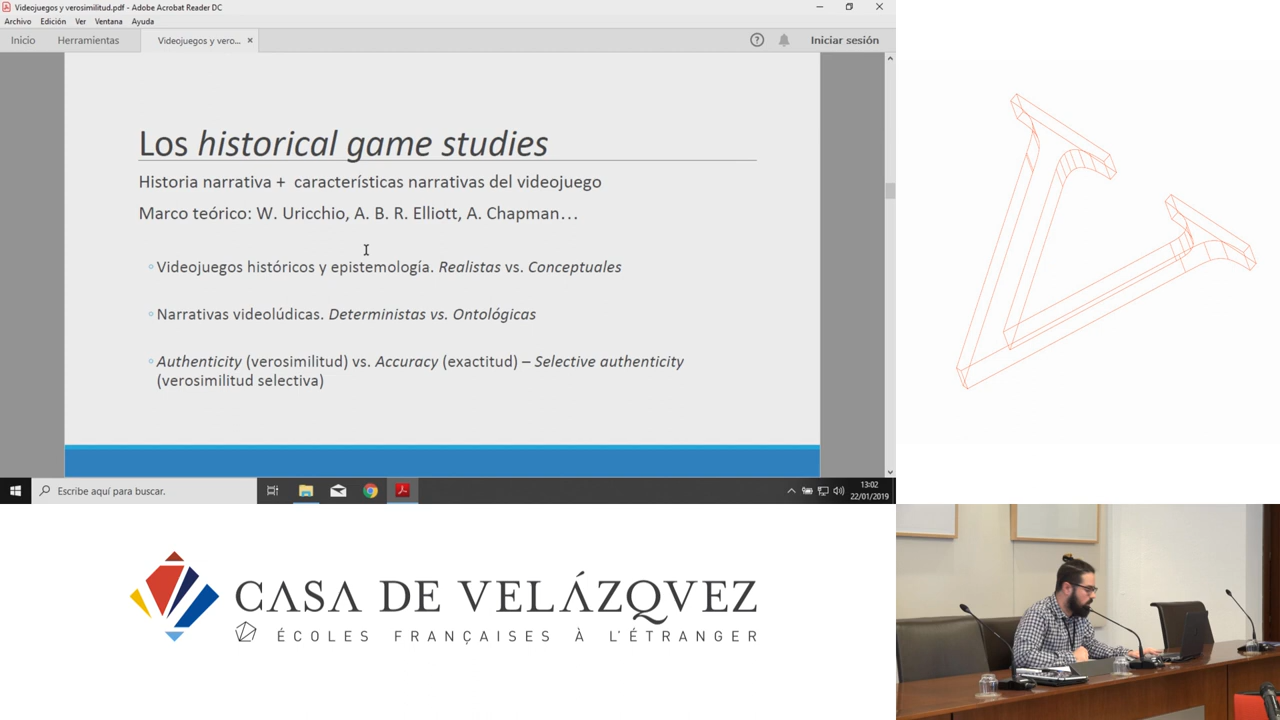 Videojuegos y verosimilitud.pdf - Adobe Acrobat Reader DC
Archivo Edición Ver Ventana Ayuda
Inicio Herramientas Videojuegos y vero... × Iniciar sesión
Los historical game studies
Historia narrativa + características narrativas del videojuego
Marco teórico: W. Uricchio, A. B. R. Elliott, A. Chapman…
Videojuegos históricos y epistemología. Realistas vs. Conceptuales
Narrativas videolúdicas. Deterministas vs. Ontológicas
Authenticity (verosimilitud) vs. Accuracy (exactitud) – Selective authenticity
(verosimilitud selectiva)
Escribe aquí para buscar.
13:02
22/01/2019
CASA DE VELÁZQVEZ
ÉCOLES FRANÇAISES À L'ÉTRANGER